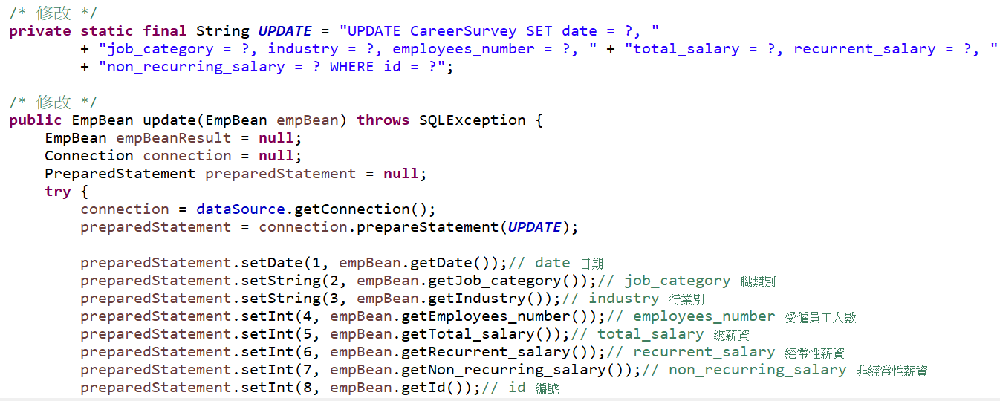 /* 修改 */
private static final String UPDATE = "UPDATE CareerSurvey SET date = ?, "
+ "job_category = ?, industry = ?, employees_number = ?, " + "total_salary = ?, recurrent_salary = ?, "
+ "non_recurring_salary = ? WHERE id = ?";
/* 修改 */
public EmpBean update(EmpBean empBean) throws SQLException {
EmpBean empBeanResult = null;
Connection connection = null;
PreparedStatement preparedStatement = null;
try {
connection = dataSource.getConnection();
preparedStatement = connection.prepareStatement(UPDATE);
preparedStatement.setDate(1, empBean.getDate());// date 日期
preparedStatement.setString(2, empBean.getJob_category());// job_category 職類別
preparedStatement.setString(3, empBean.getIndustry());// industry 行業別
preparedStatement.setInt(4, empBean.getEmployees_number());// employees_number 受僱員工人數
preparedStatement.setInt(5, empBean.getTotal_salary());// total_salary 總薪資
preparedStatement.setInt(6, empBean.getRecurrent_salary());// recurrent_salary 經常性薪資
preparedStatement.setInt(7, empBean.getNon_recurring_salary());// non_recurring_salary 非經常性薪資
preparedStatement.setInt(8, empBean.getId());// id 編號